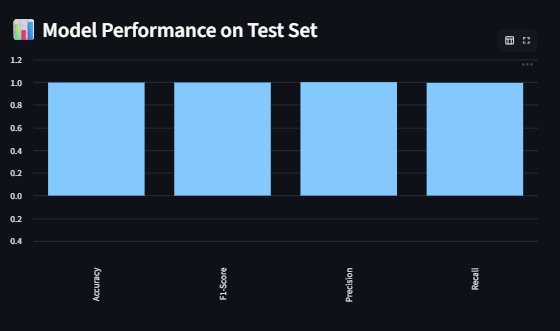 📊 Model Performance on Test Set
1.2
1.0
0.8
0.6
0.4
0.2
0.0
0.2
0.4
Accuracy
F1-Score
Precision
Recall